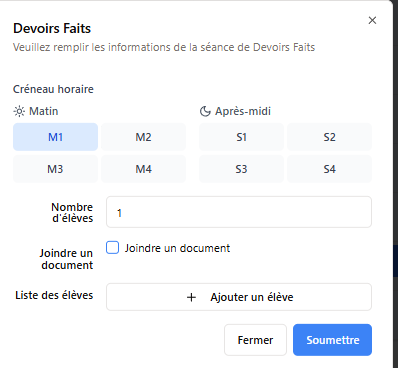 Devoirs Faits
Veuillez remplir les informations de la séance de Devoirs Faits
Créneau horaire
Matin
Après-midi
M1 M2 S1 S2
M3 M4 S3 S4
Nombre
d'élèves
1
Joindre un
document
Joindre un document
Liste des élèves
+ Ajouter un élève
Fermer Soumettre